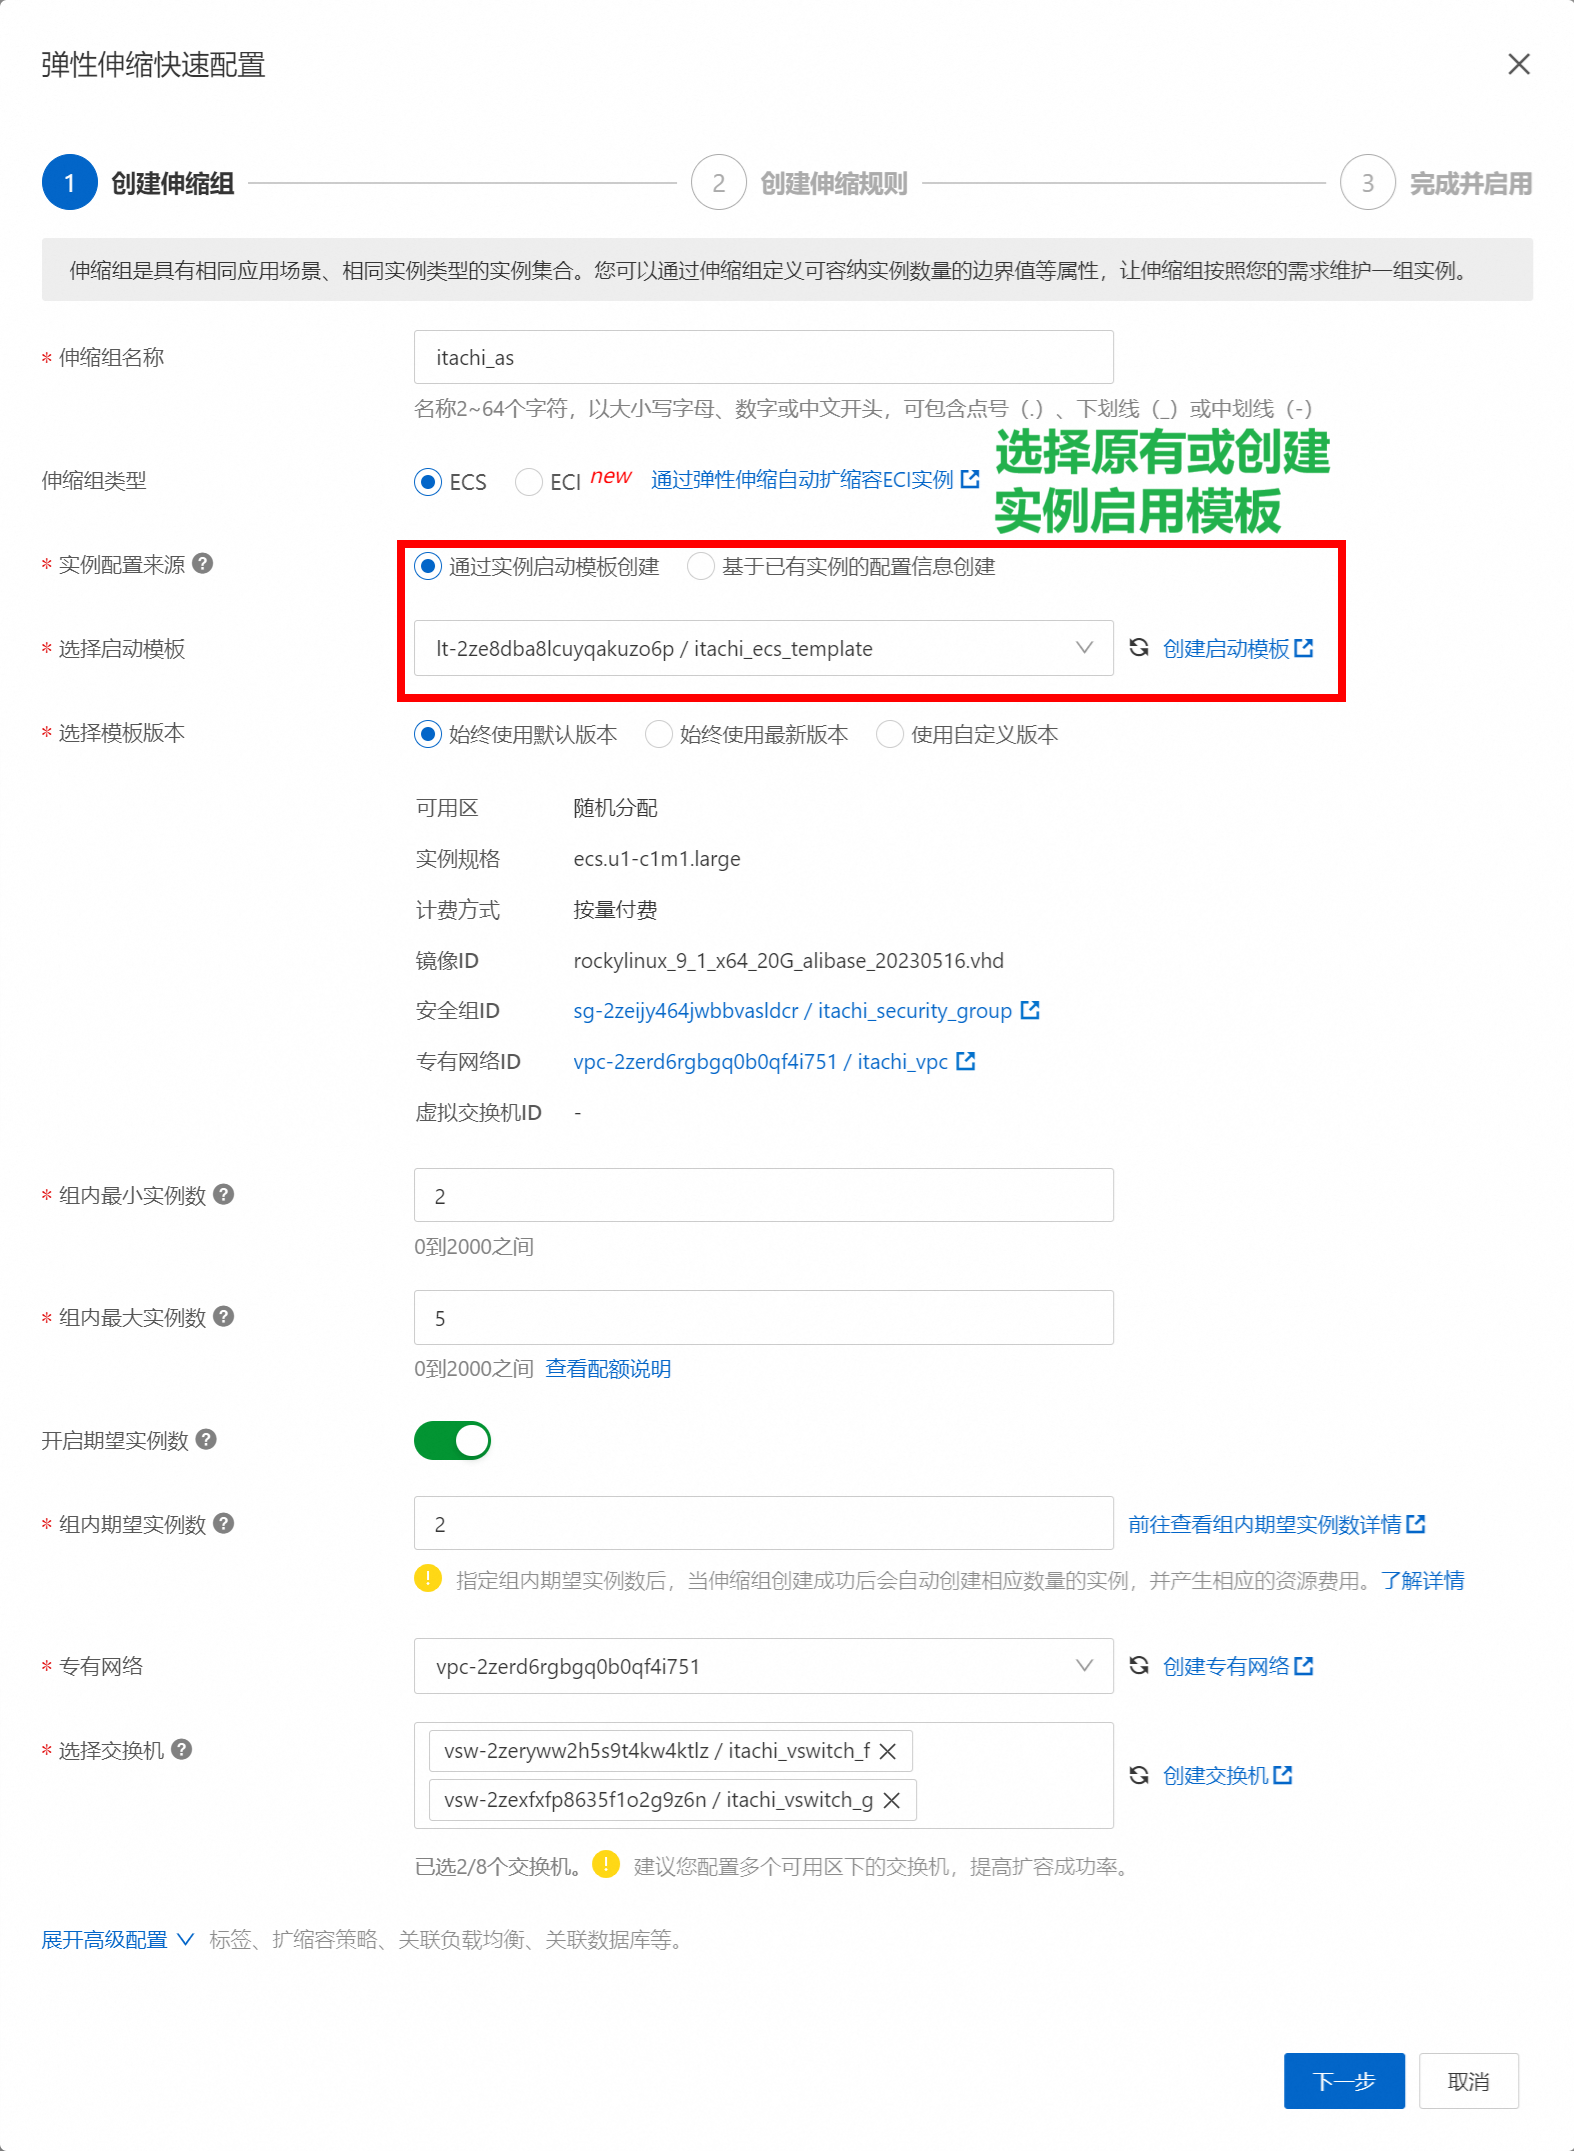 弹性伸缩快速配置
1 创建伸缩组 2 创建伸缩规则 3 完成并启用
伸缩组是具有相同应用场景、相同实例类型的实例集合。您可以通过伸缩组定义可容纳实例数量的边界值等属性，让伸缩组按照您的需求维护一组实例。
* 伸缩组名称 itachi_as
名称2~64个字符，以大小写字母、数字或中文开头，可包含点号（.）、下划线（_）或中划线（-）
选择原有或创建
实例启用模板
伸缩组类型 ECS ECI new 通过弹性伸缩自动扩缩容ECI实例
* 实例配置来源 ? 通过实例启动模板创建 基于已有实例的配置信息创建
* 选择启动模板 lt-2ze8dba8lcuyqakuzo6p / itachi_ecs_template 创建启动模板
* 选择模板版本 始终使用默认版本 始终使用最新版本 使用自定义版本
可用区 随机分配
实例规格 ecs.u1-c1m1.large
计费方式 按量付费
镜像ID rockylinux_9_1_x64_20G_alibase_20230516.vhd
安全组ID sg-2zeijy464jwbbvasldcr / itachi_security_group
专有网络ID vpc-2zerd6rgbgq0b0qf4i751 / itachi_vpc
虚拟交换机ID -
* 组内最小实例数 ? 2
0到2000之间
* 组内最大实例数 ? 5
0到2000之间 查看配额说明
开启期望实例数 ?
* 组内期望实例数 ? 2 前往查看组内期望实例数详情
! 指定组内期望实例数后，当伸缩组创建成功后会自动创建相应数量的实例，并产生相应的资源费用。了解详情
* 专有网络 vpc-2zerd6rgbgq0b0qf4i751 创建专有网络
* 选择交换机 ? vsw-2zeryww2h5s9t4kw4ktlz / itachi_vswitch_f
vsw-2zexfxfp8635f1o2g9z6n / itachi_vswitch_g 创建交换机
已选2/8个交换机。! 建议您配置多个可用区下的交换机，提高扩容成功率。
展开高级配置 标签、扩缩容策略、关联负载均衡、关联数据库等。
下一步 取消